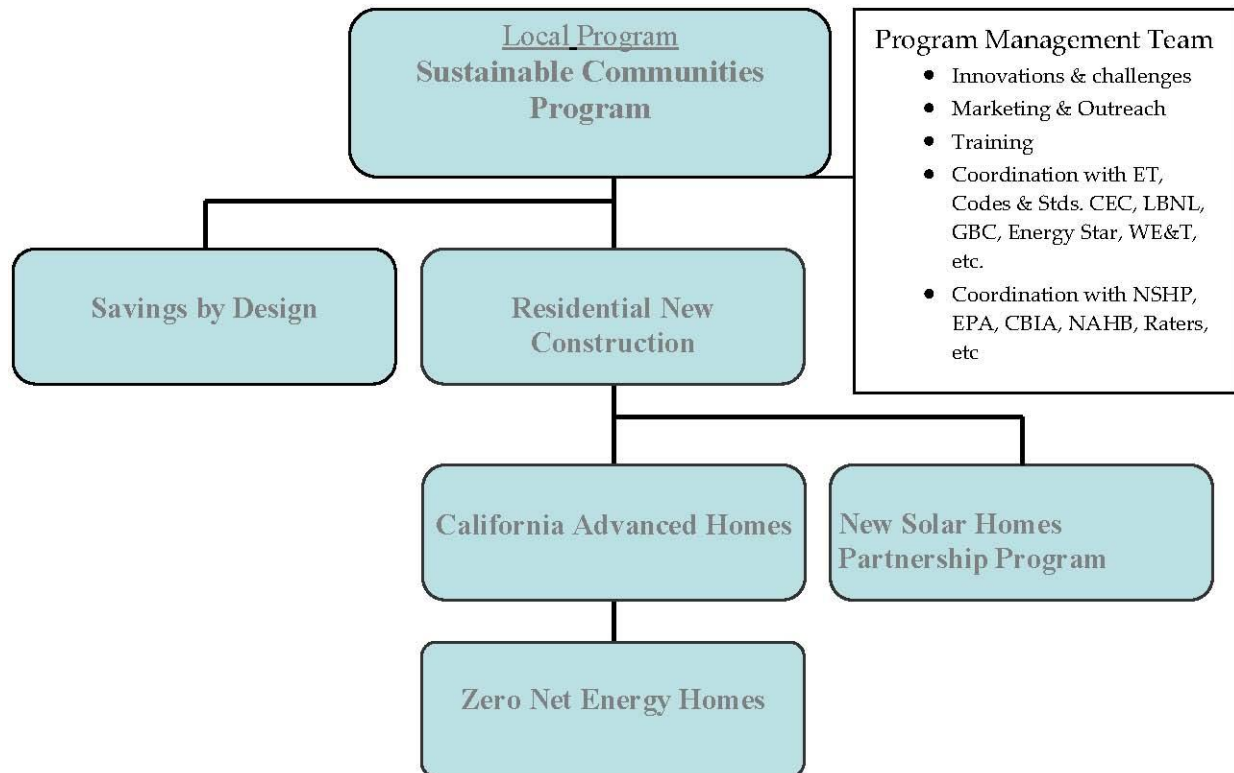 Local Program
Sustainable Communities
Program
Program Management Team
• Innovations & challenges
• Marketing & Outreach
• Training
• Coordination with ET,
Codes & Stds. CEC, LBNL,
GBC, Energy Star, WE&T,
etc.
• Coordination with NSHP,
EPA, CBIA, NAHB, Raters,
etc
Savings by Design
Residential New
Construction
California Advanced Homes
New Solar Homes
Partnership Program
Zero Net Energy Homes